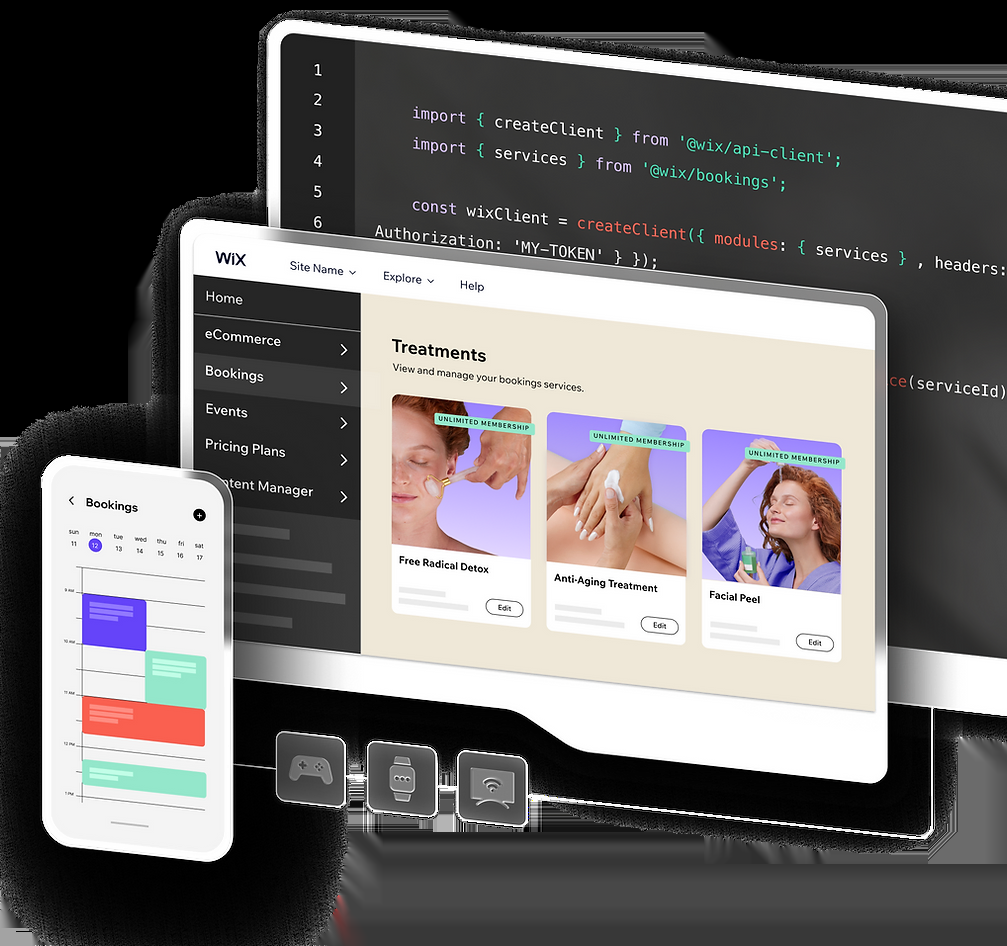 1
2
3
4
5
6
import { createClient } from '@wix/api-client';
import { services } from '@wix/bookings';
const wixClient = createClient({ modules: { services } , headers:
Authorization: 'MY-TOKEN' } });
ce(serviceId)
WiX
Site Name
Explore
Help
Home
eCommerce
Bookings
Events
Pricing Plans
ntent Manager
Treatments
View and manage your bookings services.
UNLIMITED MEMBERSHIP
Free Radical Detox
Edit
UNLIMITED MEMBERSHIP
Anti-Aging Treatment
Edit
UNLIMITED MEMBERSHIP
Facial Peel
Edit
Bookings
sun mon tue wed thu fri sat
11 12 13 14 15 16 17
9 AM
10 AM
11 AM
12 PM
1 PM